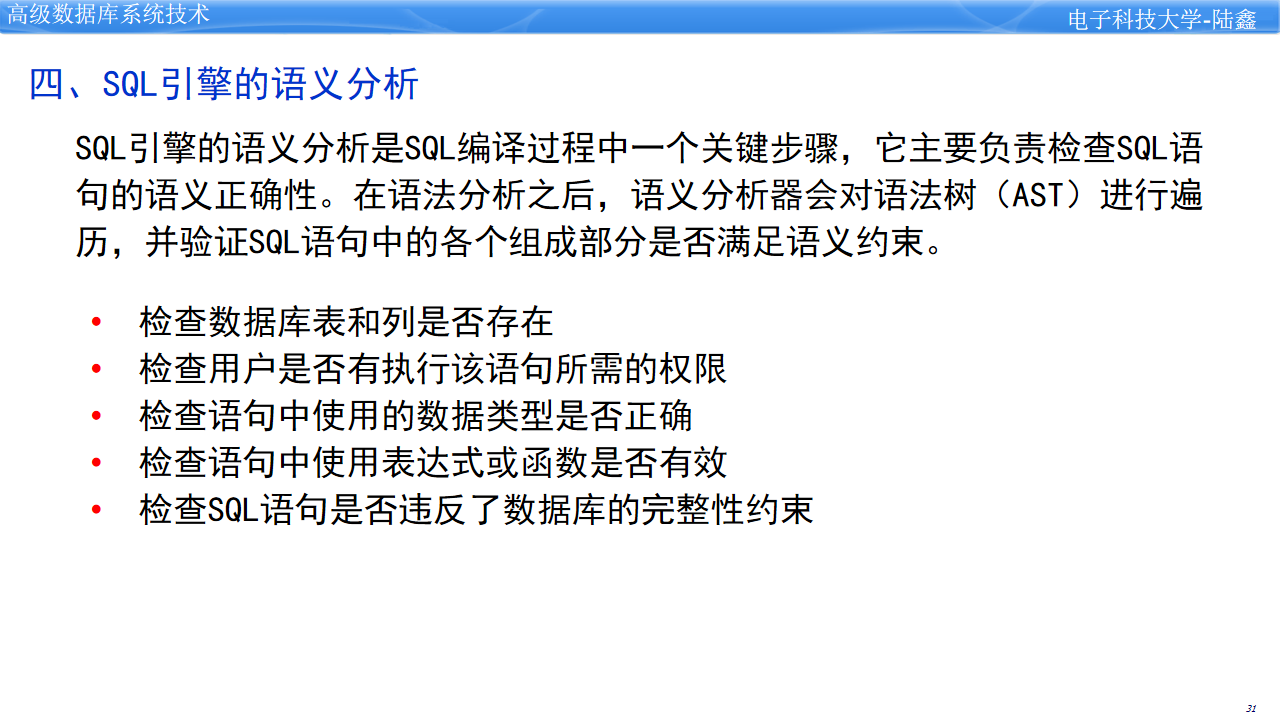 高级数据库系统技术
电子科技大学-陆鑫
四、SQL引擎的语义分析
SQL引擎的语义分析是SQL编译过程中一个关键步骤，它主要负责检查SQL语
句的语义正确性。在语法分析之后，语义分析器会对语法树（AST）进行遍
历，并验证SQL语句中的各个组成部分是否满足语义约束。
• 检查数据库表和列是否存在
• 检查用户是否有执行该语句所需的权限
• 检查语句中使用的数据类型是否正确
• 检查语句中使用表达式或函数是否有效
• 检查SQL语句是否违反了数据库的完整性约束
31